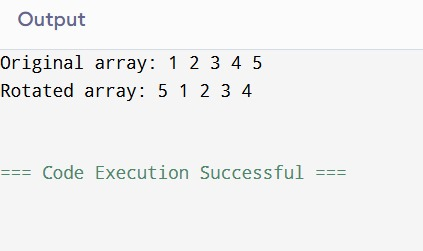 Output
Original array: 1 2 3 4 5
Rotated array: 5 1 2 3 4
=== Code Execution Successful ===